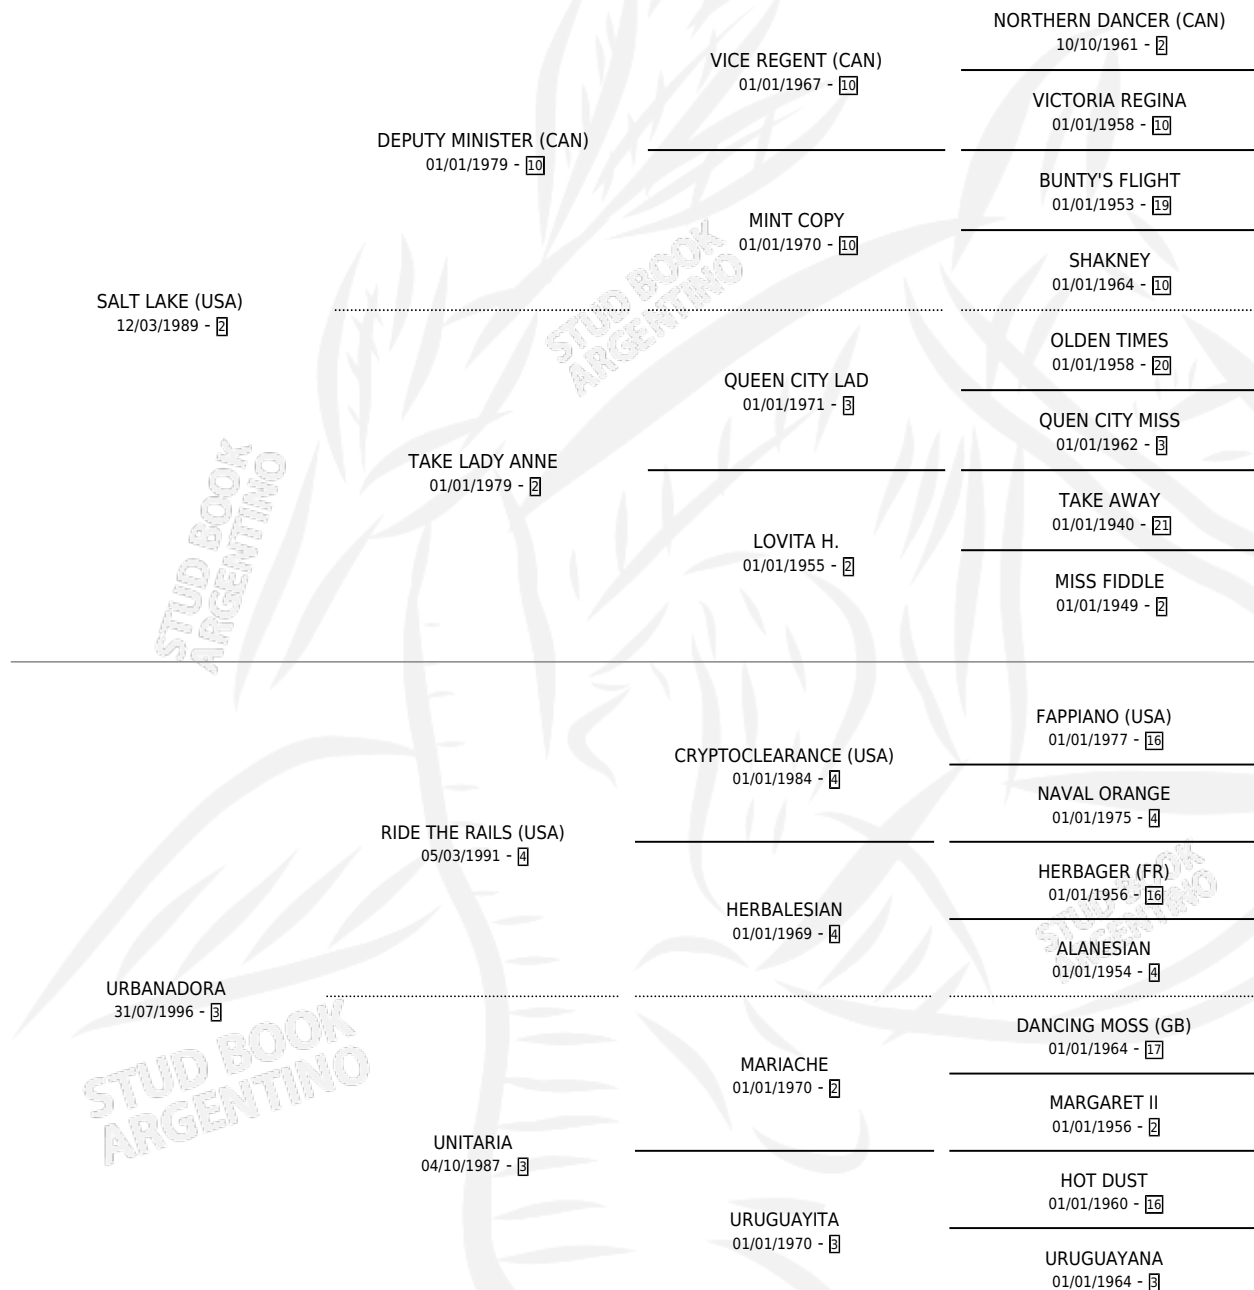 NORTHERN DANCER (CAN)
10/10/1961 - 2
VICE REGENT (CAN)
01/01/1967 - 10
VICTORIA REGINA
01/01/1958 - 10
DEPUTY MINISTER (CAN)
01/01/1979 - 10
BUNTY'S FLIGHT
01/01/1953 - 19
MINT COPY
01/01/1970 - 10
SHAKNEY
01/01/1964 - 10
SALT LAKE (USA)
12/03/1989 - 2
OLDEN TIMES
01/01/1958 - 20
QUEEN CITY LAD
01/01/1971 - 3
QUEN CITY MISS
01/01/1962 - 3
TAKE LADY ANNE
01/01/1979 - 2
TAKE AWAY
01/01/1940 - 21
LOVITA H.
01/01/1955 - 2
MISS FIDDLE
01/01/1949 - 2
FAPPIANO (USA)
01/01/1977 - 16
CRYPTOCLEARANCE (USA)
01/01/1984 - 4
NAVAL ORANGE
01/01/1975 - 4
RIDE THE RAILS (USA)
05/03/1991 - 4
HERBAGER (FR)
01/01/1956 - 16
HERBALESIAN
01/01/1969 - 4
ALANESIAN
01/01/1954 - 4
URBANADORA
31/07/1996 - 3
DANCING MOSS (GB)
01/01/1964 - 17
MARIACHE
01/01/1970 - 2
MARGARET II
01/01/1956 - 2
UNITARIA
04/10/1987 - 3
HOT DUST
01/01/1960 - 16
URUGUAYITA
01/01/1970 - 3
URUGUAYANA
01/01/1964 - 3
STUD BOOK
ARGENTINO
STUD BOOK
ARGENTINO
STUD BOOK
ARGENTINO
STUD BOOK
ARGENTINO